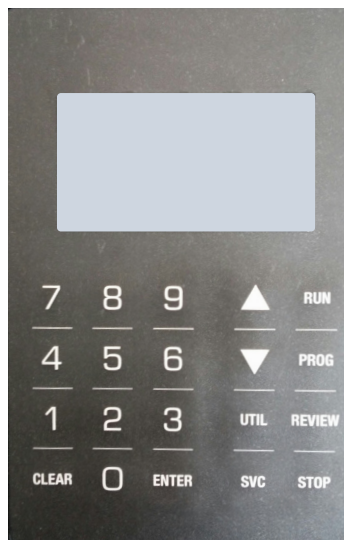 7 8 9 RUN
4 5 6 PROG
1 2 3 UTIL REVIEW
CLEAR 0 ENTER SVC STOP